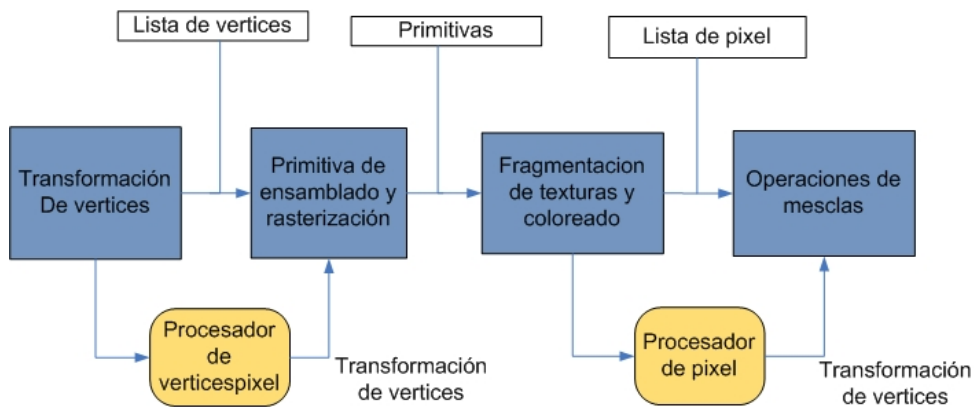 Lista de vertices
Primitivas
Lista de pixel
Transformación
De vertices
Primitiva de
ensamblado y
rasterización
Fragmentacion
de texturas y
coloreado
Operaciones de
mesclas
Procesador
de
verticespixel
Transformación
de vertices
Procesador
de pixel
Transformación
de vertices